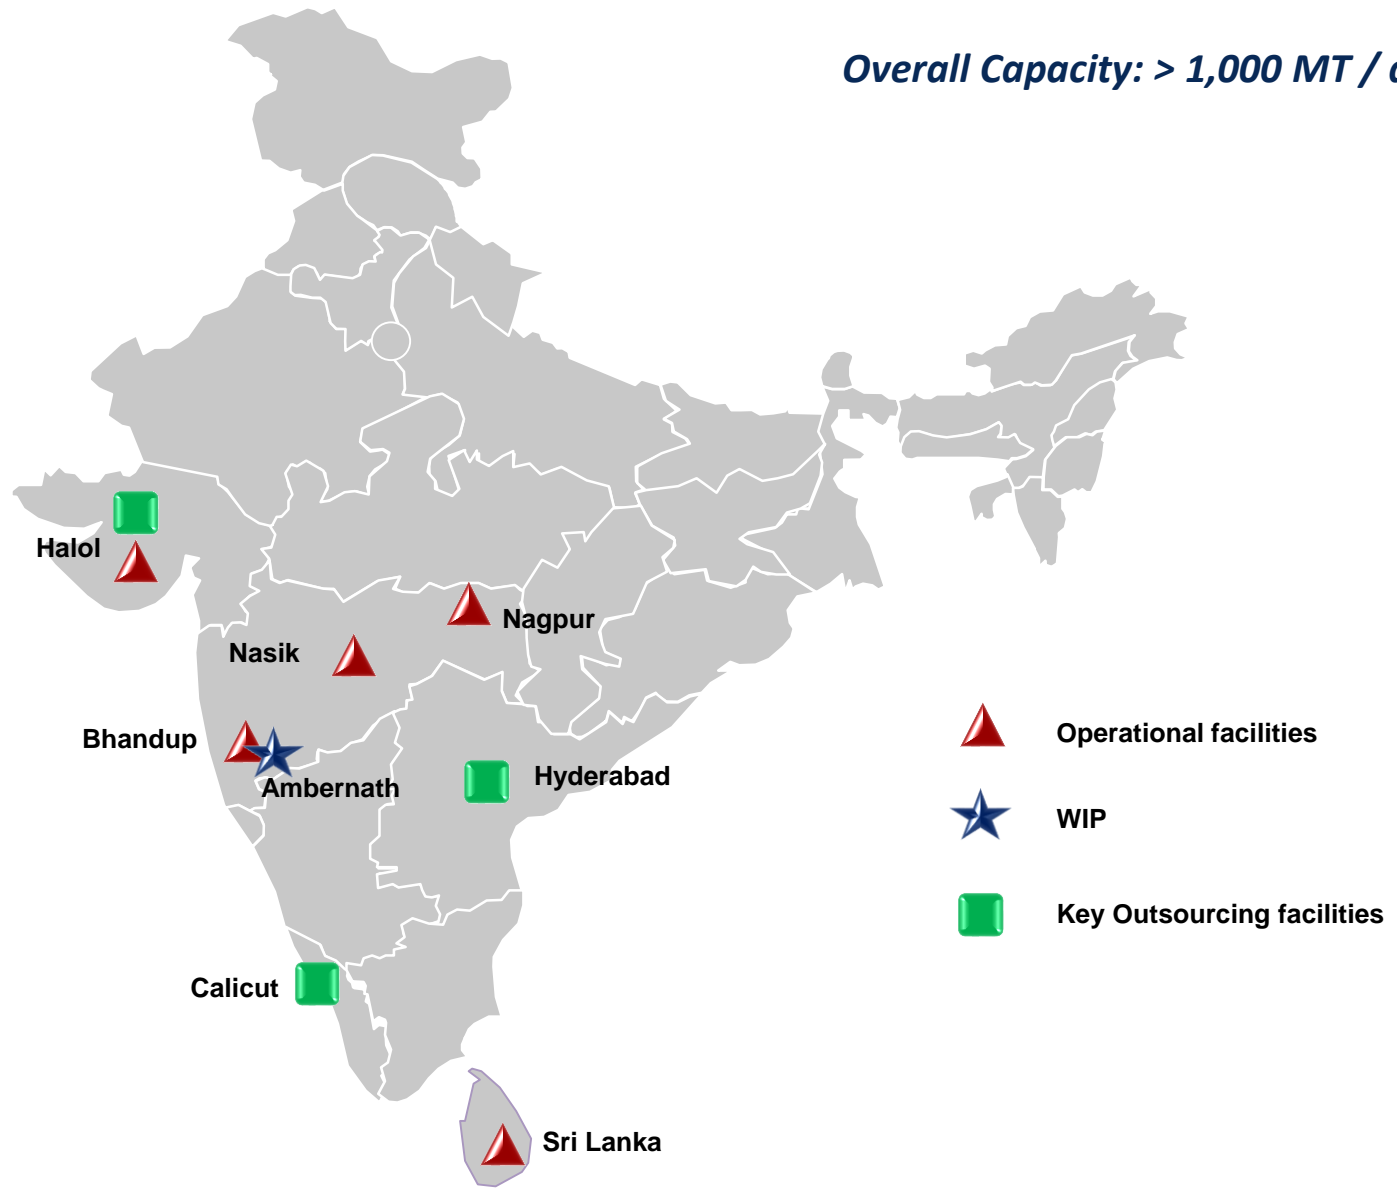 Overall Capacity: > 1,000 MT /
Halol
Nagpur
Nasik
Bhandup
Ambernath
Hyderabad
Operational facilities
WIP
Key Outsourcing facilities
Calicut
Sri Lanka